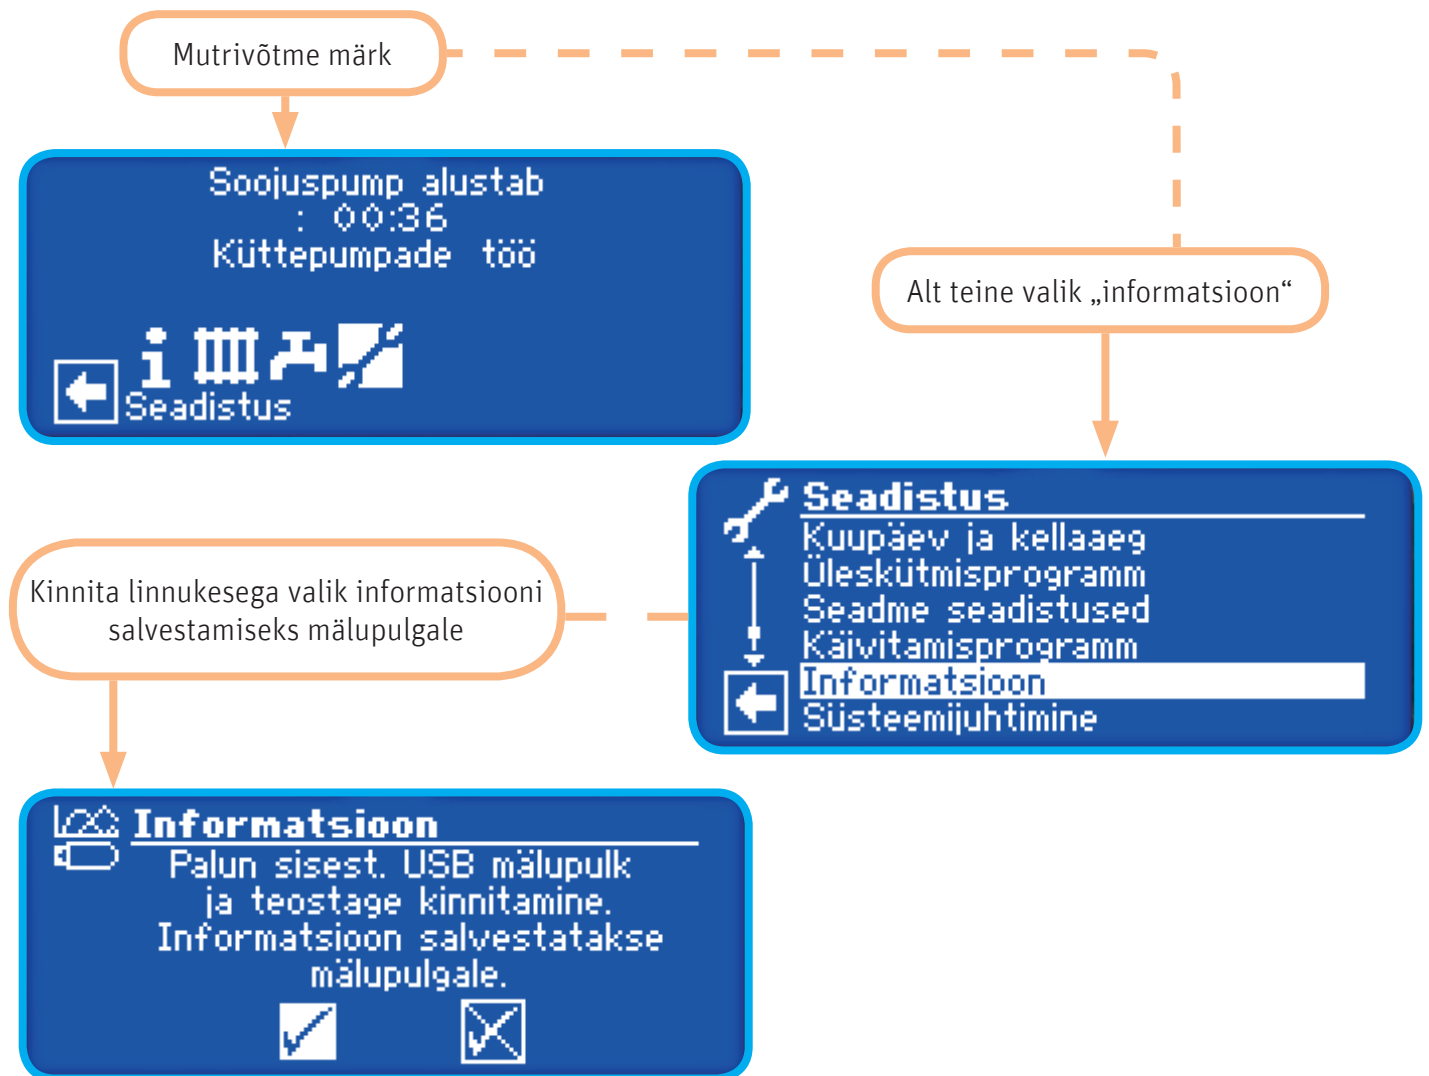 Mutrivõtme märk
Soojuspump alustab
: 00:36
Küttepumpade töö
Seadistus
Alt teine valik „informatsioon“
Seadistus
Kuupäev ja kellaaeg
Üleskütmisprogramm
Seadme seadistused
Käivitamisprogramm
Informatsioon
Süsteemijuhtimine
Kinnita linnukesega valik informatsiooni
salvestamiseks mälupulgale
Informatsioon
Palun sisest. USB mälupulk
ja teostage kinnitamine.
Informatsioon salvestatakse
mälupulgale.